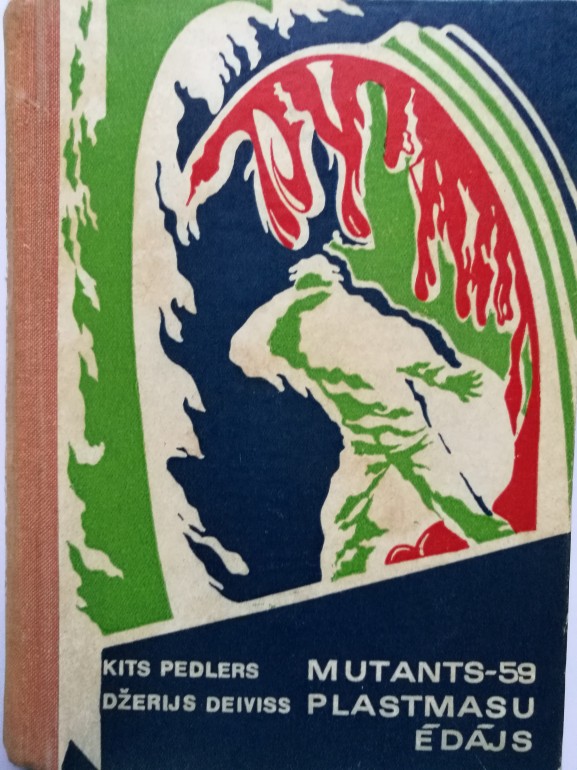 KITS PEDLERS
DŽERIJS DEIVISS
MUTANTS-59
PLASTMASU
ĒDĀJS